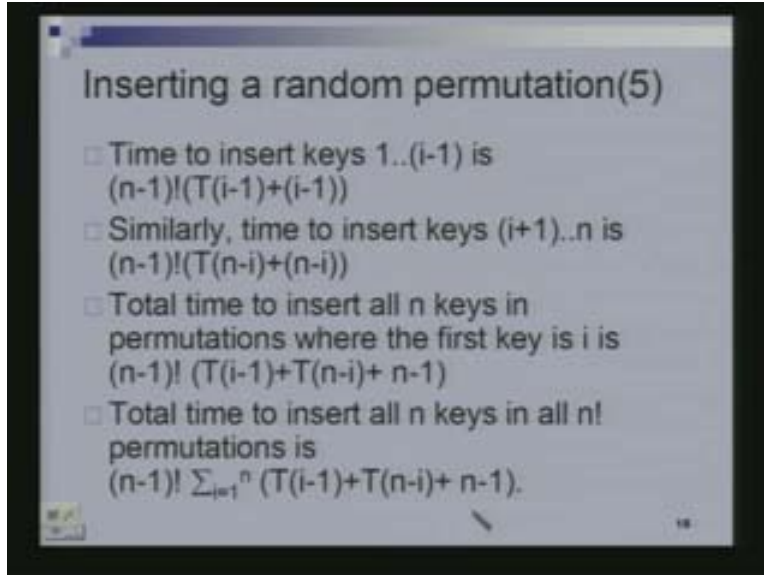 Inserting a random permutation(5)
Time to insert keys 1..(i-1) is
(n-1)!(T(i-1)+(i-1))
Similarly, time to insert keys (i+1)..n is
(n-1)!(T(n-i)+(n-i))
Total time to insert all n keys in
permutations where the first key is i is
(n-1)! (T(i-1)+T(n-i)+ n-1)
Total time to insert all n keys in all n!
permutations is
(n-1)! ∑ᵢ₌₁ⁿ (T(i-1)+T(n-i)+ n-1).